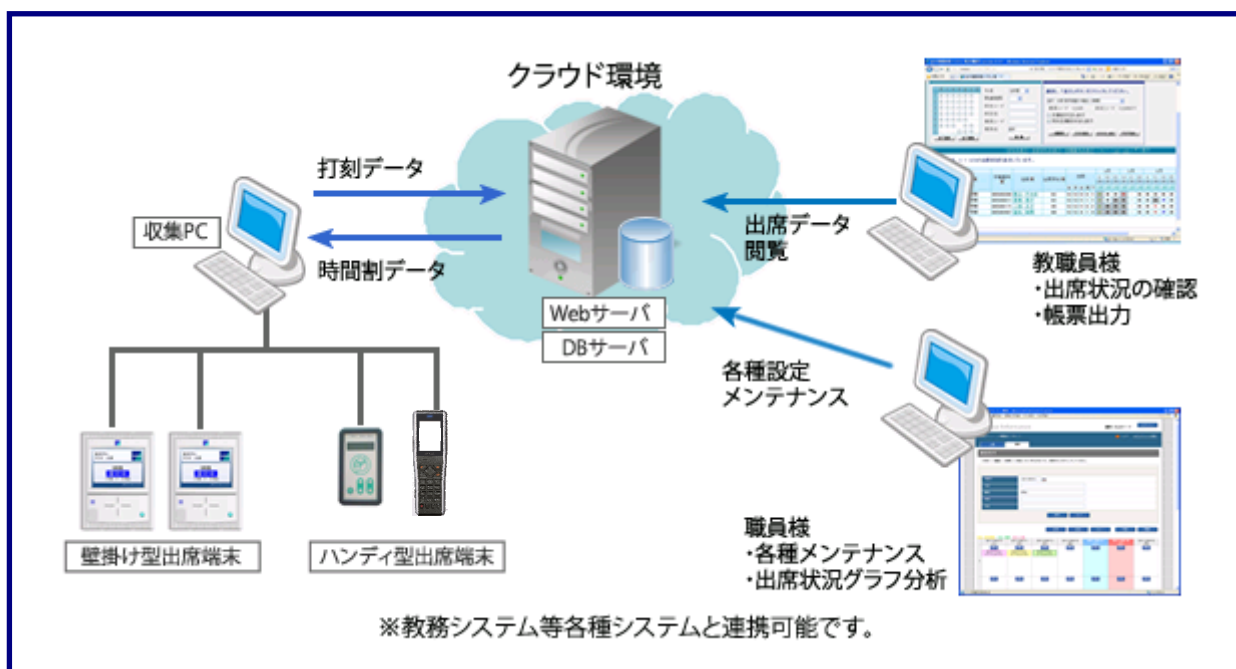 クラウド環境
打刻データ
収集PC
時間割データ
Webサーバ
DBサーバ
出席データ
閲覧
教職員様
・出席状況の確認
・帳票出力
各種設定
メンテナンス
職員様
・各種メンテナンス
・出席状況グラフ分析
壁掛け型出席端末
ハンディ型出席端末
※教務システム等各種システムと連携可能です。